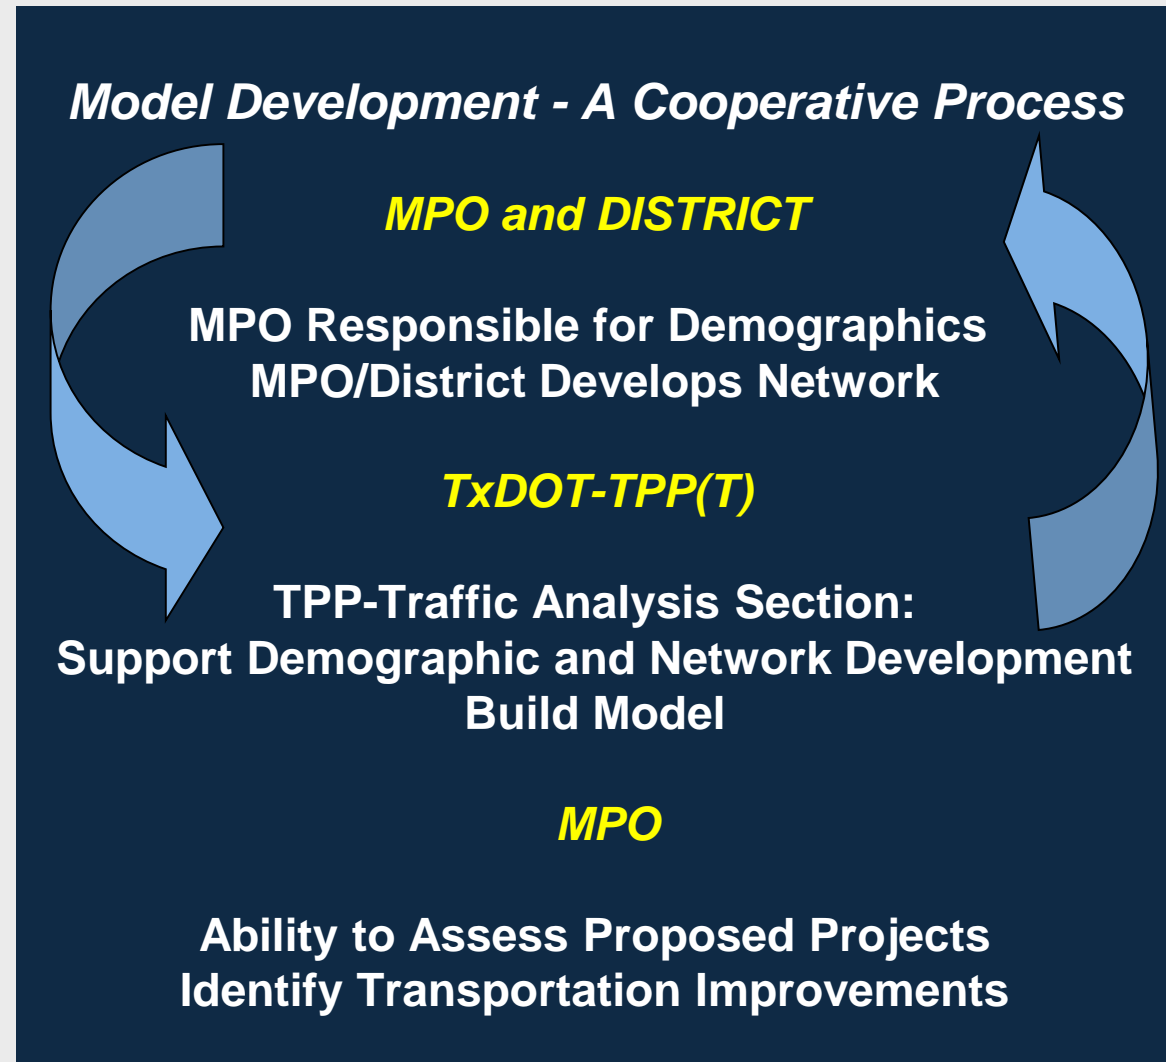 Model Development - A Cooperative Process
MPO and DISTRICT
MPO Responsible for Demographics
MPO/District Develops Network
TxDOT-TPP(T)
TPP-Traffic Analysis Section:
Support Demographic and Network Development
Build Model
MPO
Ability to Assess Proposed Projects
Identify Transportation Improvements